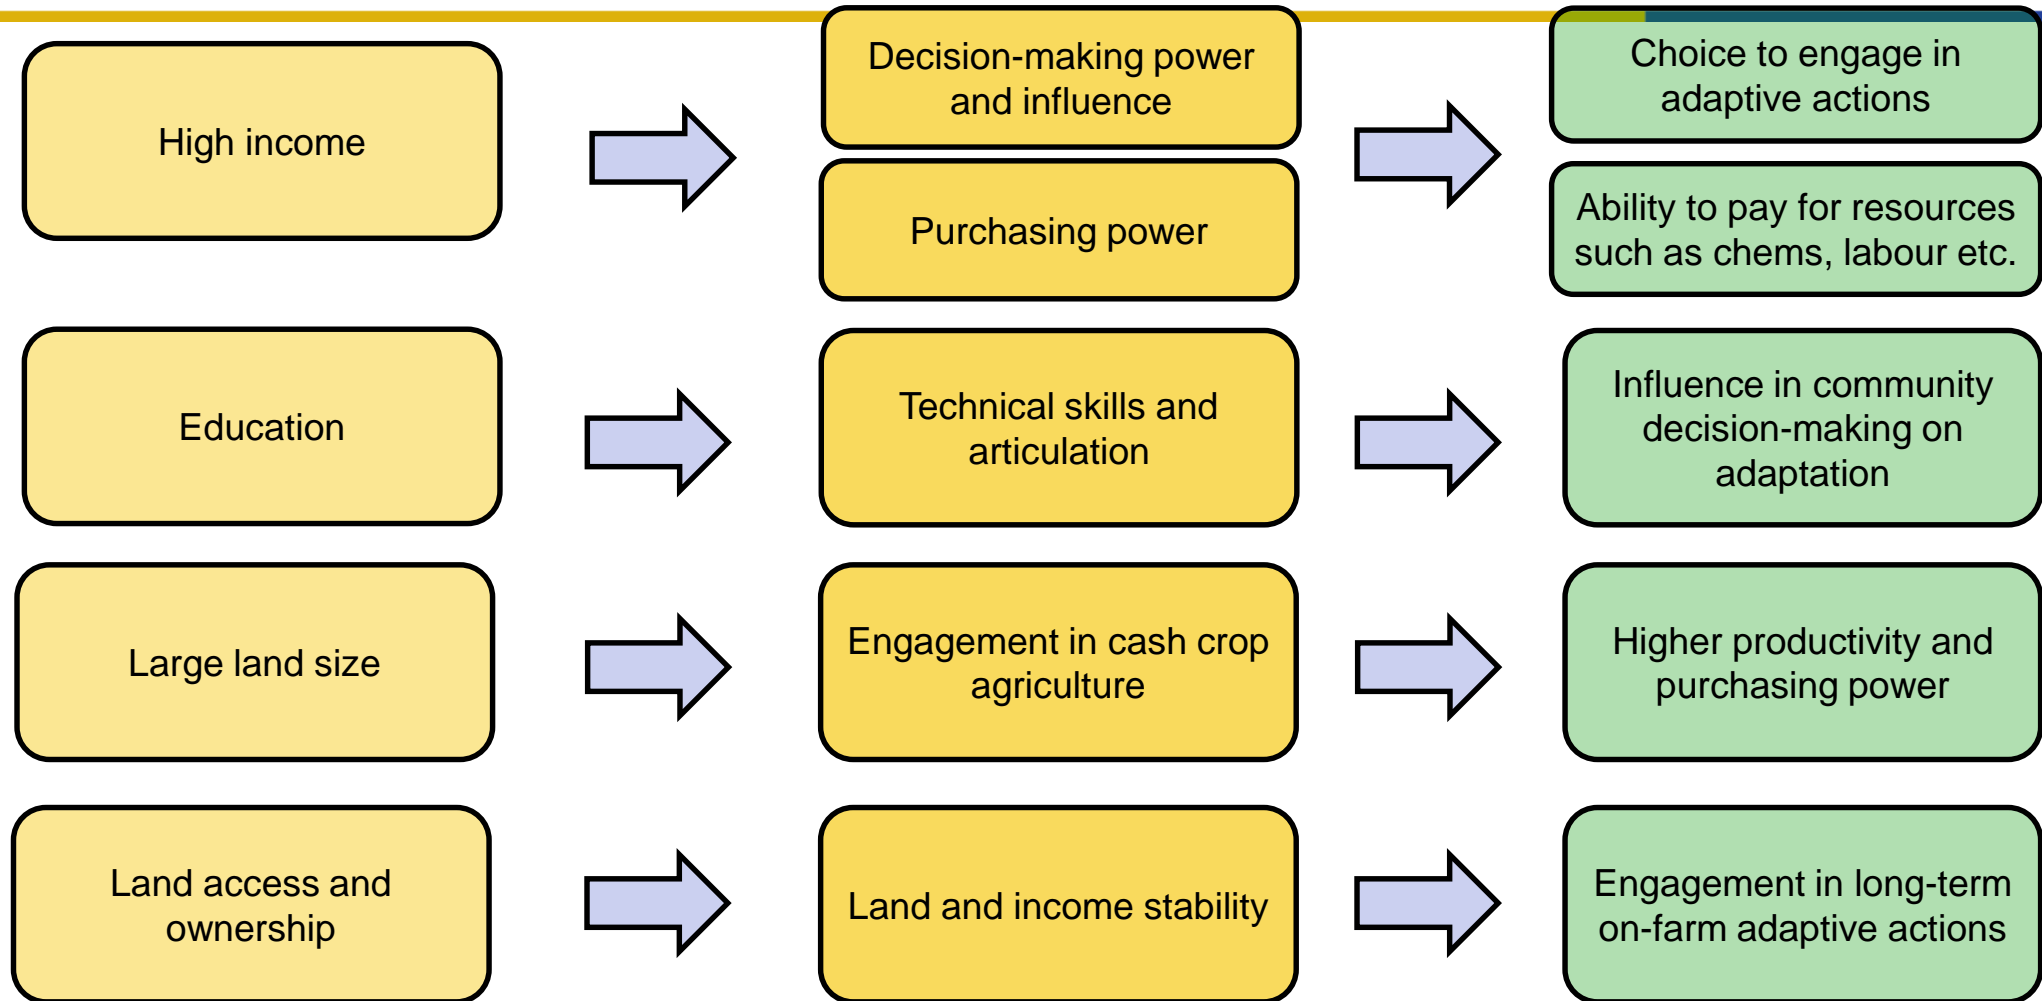 High income
Decision-making power
and influence
Purchasing power
Choice to engage in
adaptive actions
Ability to pay for resources
such as chems, labour etc.
Education
Technical skills and
articulation
Influence in community
decision-making on
adaptation
Large land size
Engagement in cash crop
agriculture
Higher productivity and
purchasing power
Land access and
ownership
Land and income stability
Engagement in long-term
on-farm adaptive actions